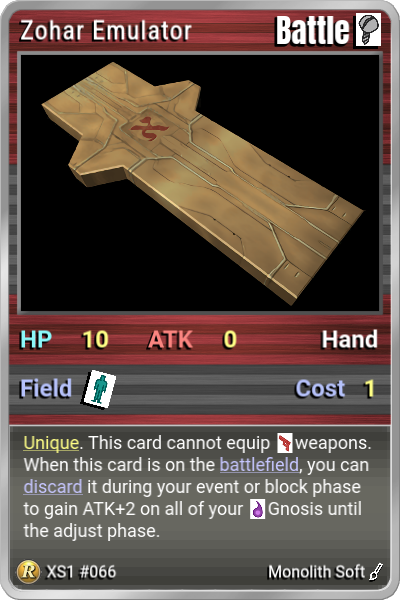 Zohar Emulator Battle
HP 10 ATK 0 Hand
Field Cost 1
Unique. This card cannot equip weapons.
When this card is on the battlefield, you can
discard it during your event or block phase
to gain ATK+2 on all of your Gnosis until
the adjust phase.
R XS1 #066 Monolith Soft